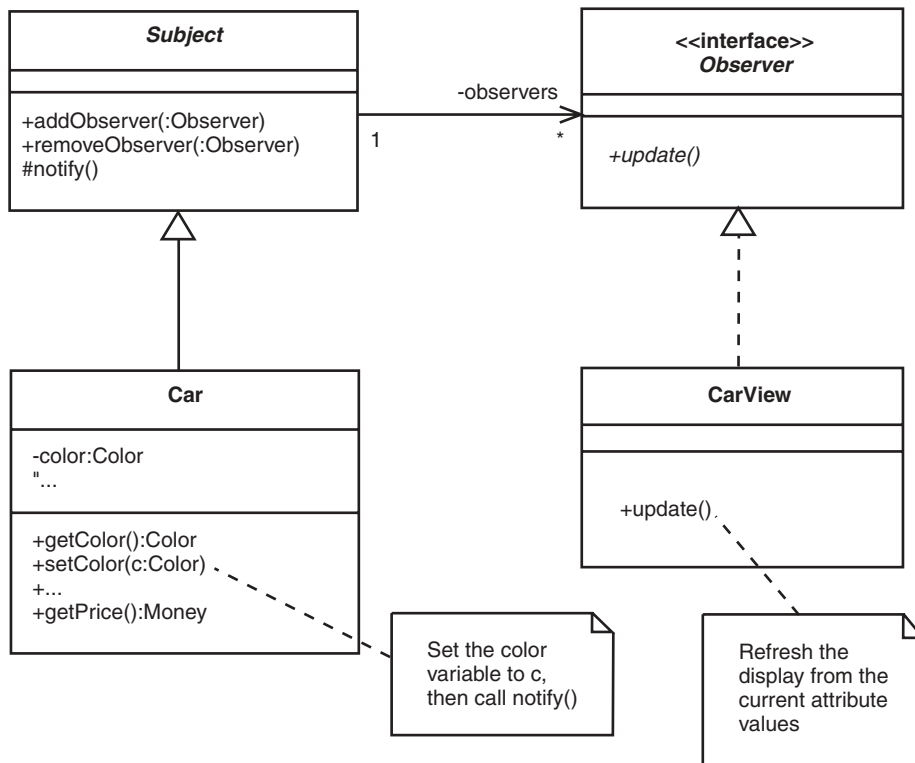 Subject
+addObserver(:Observer)
+removeObserver(:Observer)
#notify()
-observers
1
*
<<interface>>
Observer
+update()
Car
-color:Color
"...
+getColor():Color
+setColor(c:Color)
+...
+getPrice():Money
CarView
+update()
Set the color
variable to c,
then call notify()
Refresh the
display from the
current attribute
values